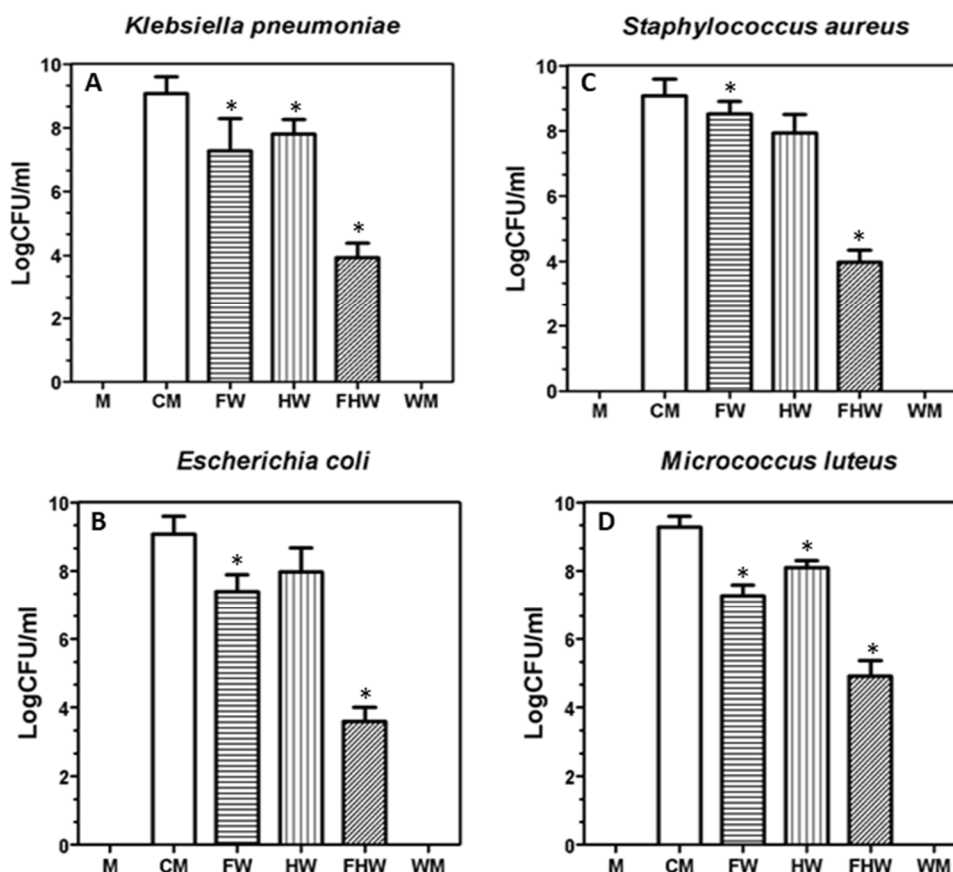 Klebsiella pneumoniae
A
LogCFU/ml
10
8
6
4
2
0
* * *
M CM FW HW FHW WM
Staphylococcus aureus
C
LogCFU/ml
10
8
6
4
2
0
* *
M CM FW HW FHW WM
Escherichia coli
B
LogCFU/ml
10
8
6
4
2
0
* *
M CM FW HW FHW WM
Micrococcus luteus
D
LogCFU/ml
10
8
6
4
2
0
* * *
M CM FW HW FHW WM